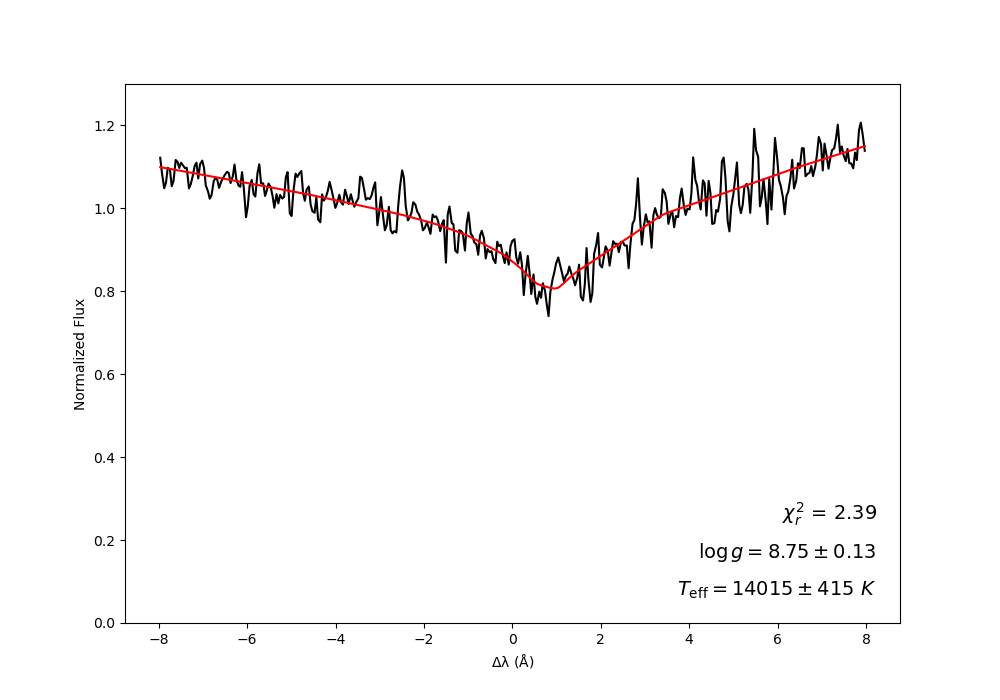 1.2
1.0
0.8
0.6
0.4
0.2
0.0
Normalized Flux
χ²ᵣ = 2.39
log g = 8.75 ± 0.13
T_eff = 14015 ± 415 K
−8 −6 −4 −2 0 2 4 6 8
Δλ (Å)